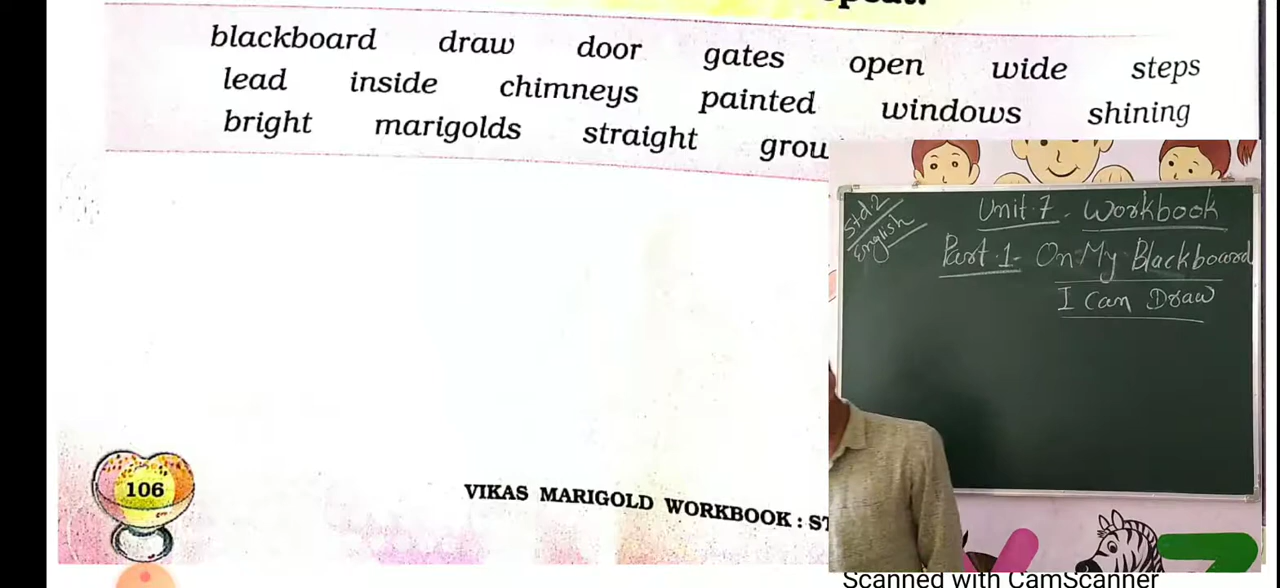 blackboard draw door gates open wide steps
lead inside chimneys painted windows shining
bright marigolds straight
106
VIKAS MARIGOLD WORKBOOK :
Std:2
English
Unit.7. Workbook
Part.1- On My Blackboard
I Can Draw
Scanned with CamScanner